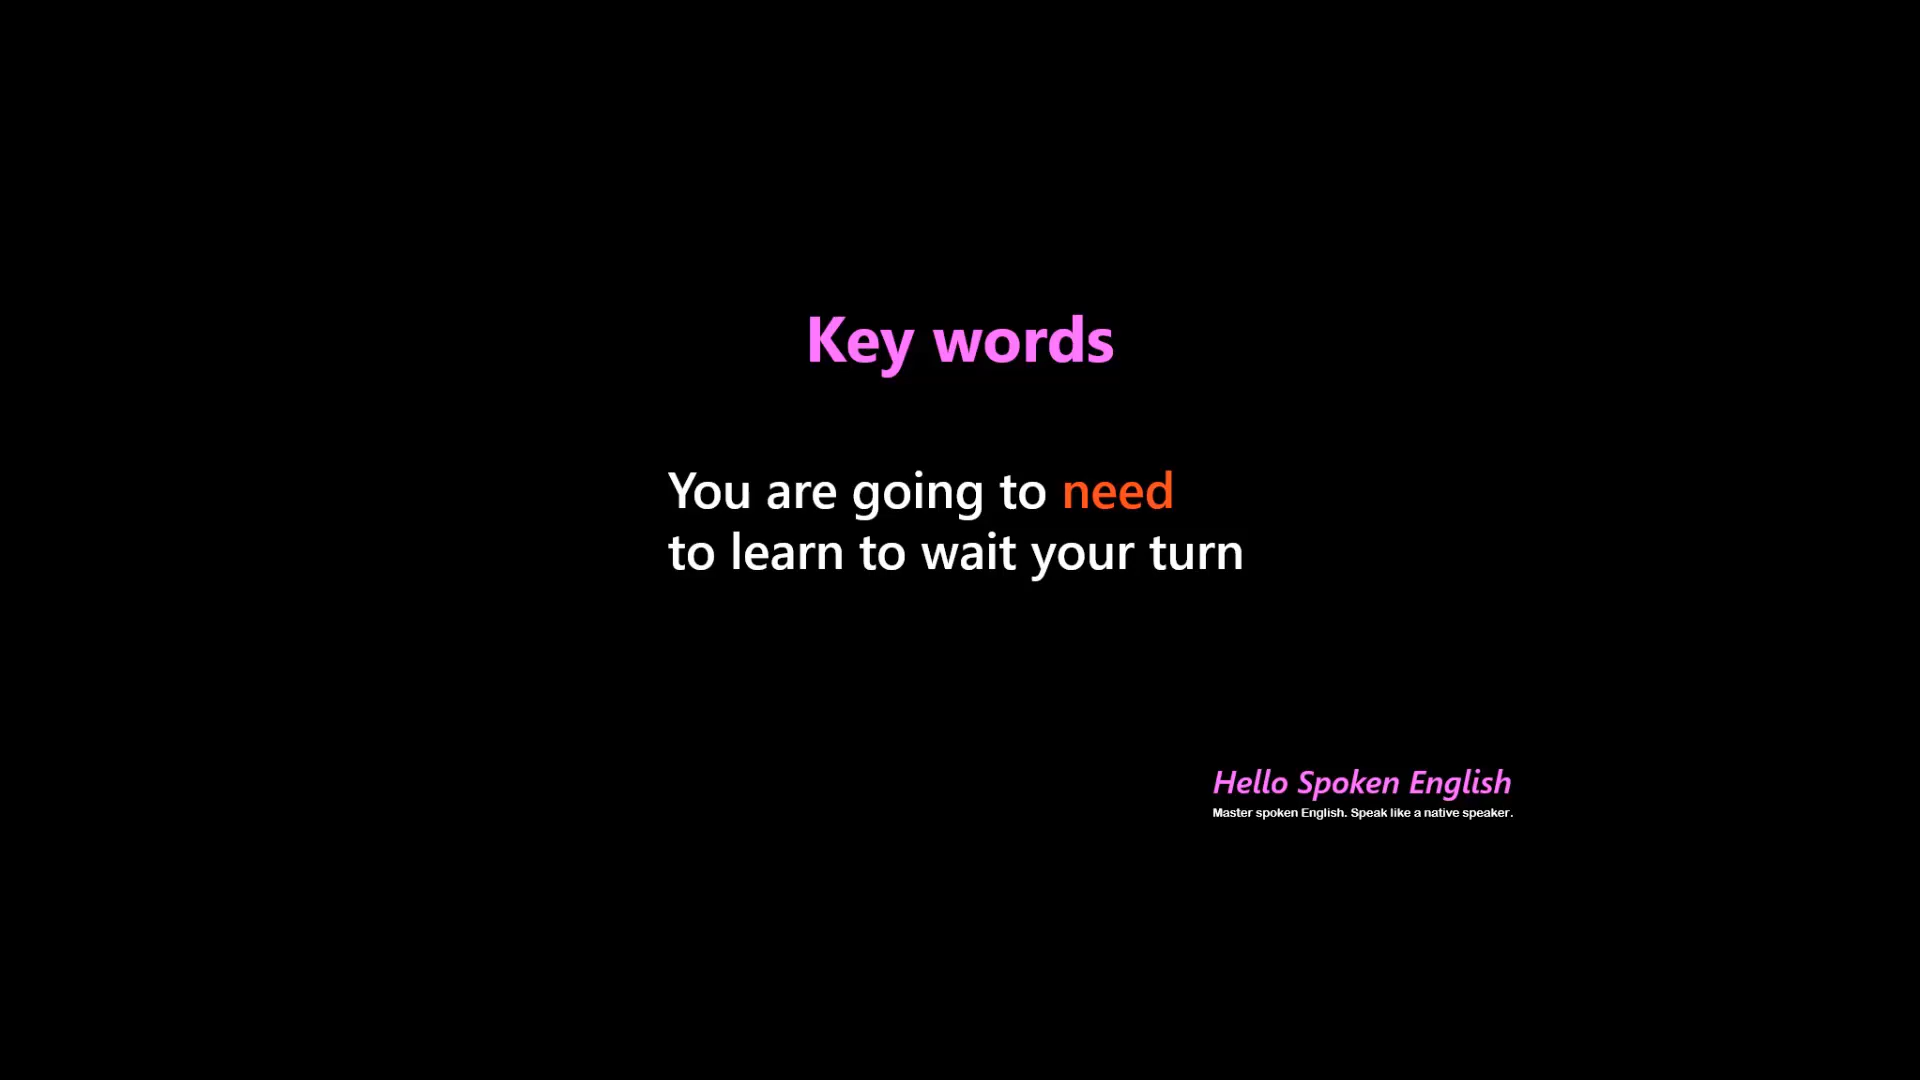 Key words
You are going to need
to learn to wait your turn
Hello Spoken English
Master spoken English. Speak like a native speaker.